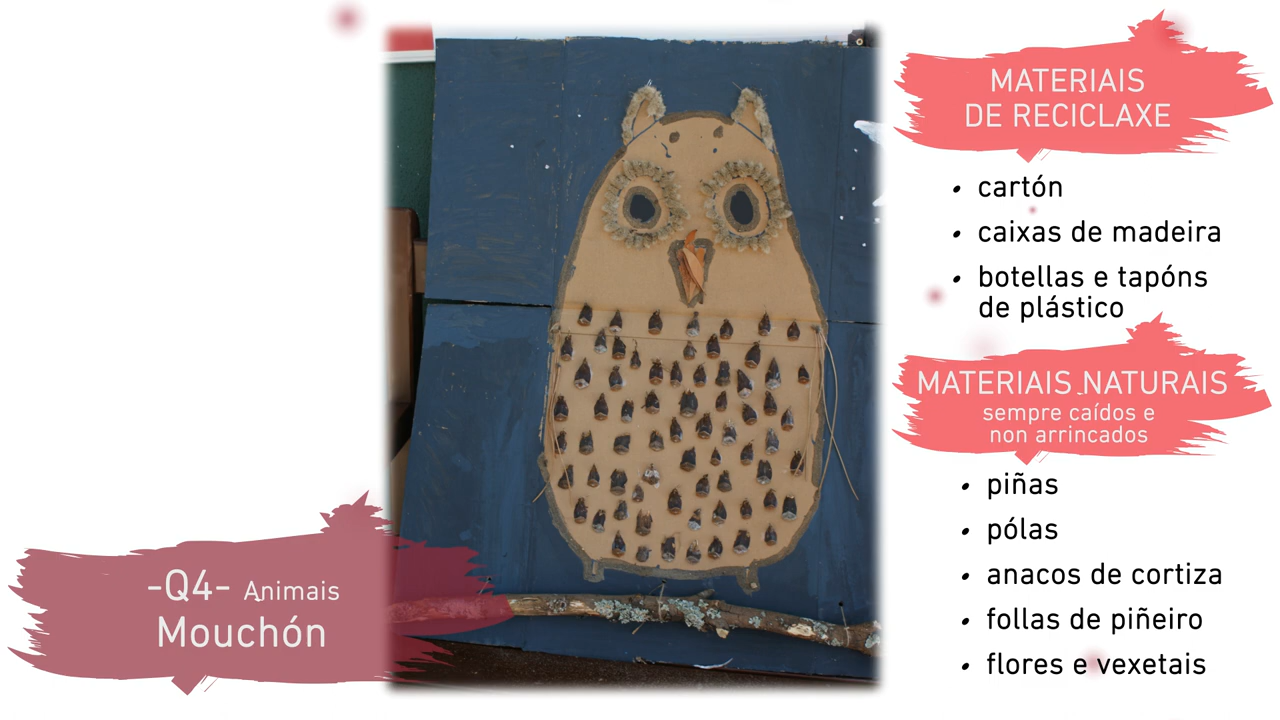 MATERIAIS
DE RECICLAXE
• cartón
• caixas de madeira
• botellas e tapóns
de plástico
MATERIAIS NATURAIS
sempre caídos e
non arrincados
• piñas
• pólas
• anacos de cortiza
• follas de piñeiro
• flores e vexetais
-Q4- Animais
Mouchón